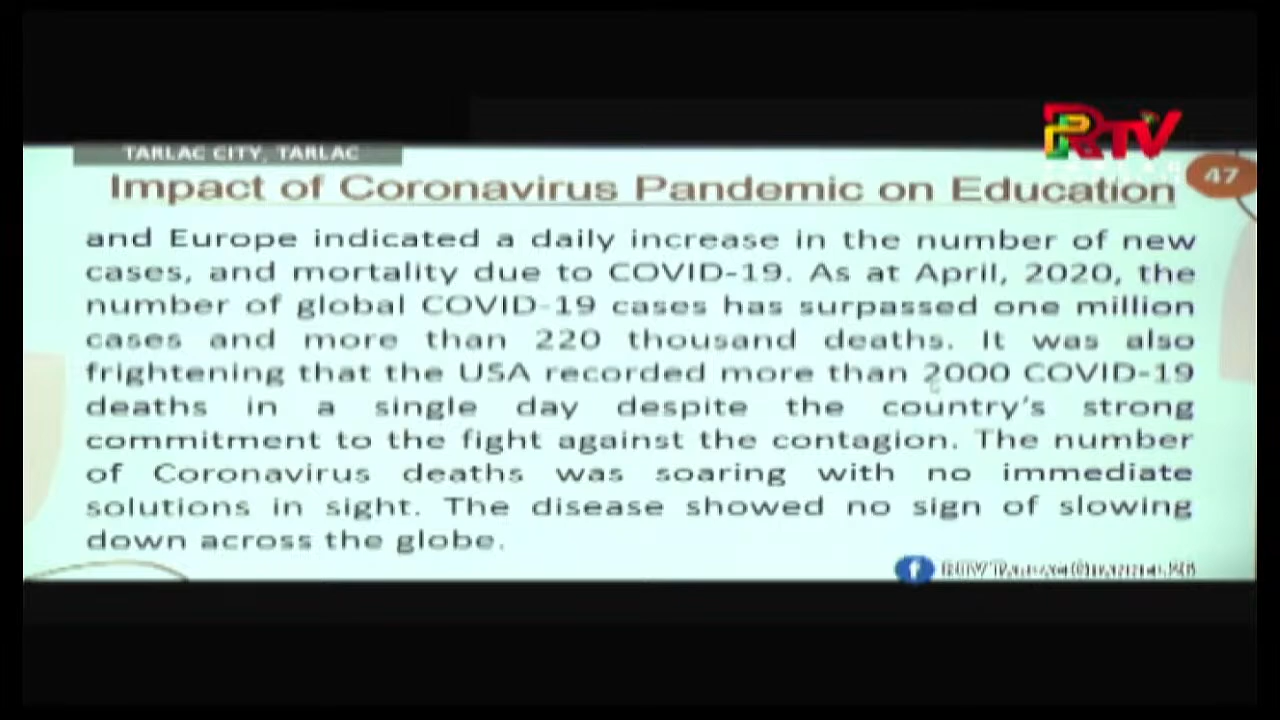 RTV
TARLAC CITY, TARLAC
47
Impact of Coronavirus Pandemic on Education
and Europe indicated a daily increase in the number of new
cases, and mortality due to COVID-19. As at April, 2020, the
number of global COVID-19 cases has surpassed one million
cases and more than 220 thousand deaths. It was also
frightening that the USA recorded more than 2000 COVID-19
deaths in a single day despite the country's strong
commitment to the fight against the contagion. The number
of Coronavirus deaths was soaring with no immediate
solutions in sight. The disease showed no sign of slowing
down across the globe.
f